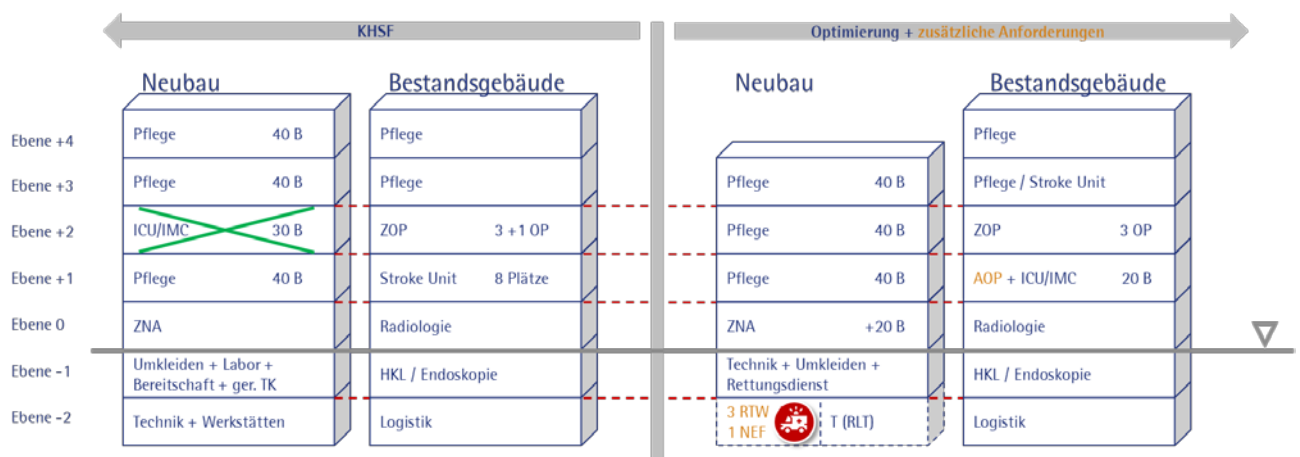 KHSF
Optimierung + zusätzliche Anforderungen
Neubau
Bestandsgebäude
Neubau
Bestandsgebäude
Ebene +4
Pflege 40 B
Pflege
Pflege
Ebene +3
Pflege 40 B
Pflege
Pflege 40 B
Pflege / Stroke Unit
Ebene +2
ICU/IMC 30 B
ZOP 3 +1 OP
Pflege 40 B
ZOP 3 OP
Ebene +1
Pflege 40 B
Stroke Unit 8 Plätze
Pflege 40 B
AOP + ICU/IMC 20 B
Ebene 0
ZNA
Radiologie
ZNA +20 B
Radiologie
Ebene -1
Umkleiden + Labor +
Bereitschaft + ger. TK
HKL / Endoskopie
Technik + Umkleiden +
Rettungsdienst
HKL / Endoskopie
Ebene -2
Technik + Werkstätten
Logistik
3 RTW
1 NEF
T (RLT)
Logistik